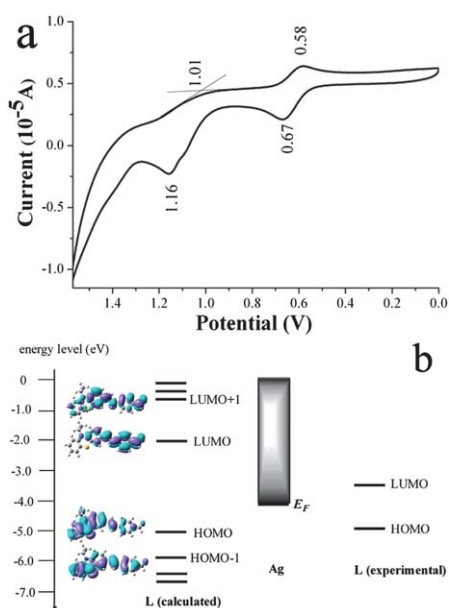 a
0.58
1.01
0.67
1.16
Current (10⁻⁵A)
1.0
0.5
0.0
-0.5
-1.0
1.4 1.2 1.0 0.8 0.6 0.4 0.2 0.0
Potential (V)
b
energy level (eV)
0
-1.0
-2.0
-3.0
-4.0
-5.0
-6.0
-7.0
LUMO+1
LUMO
HOMO
HOMO-1
L (calculated)
E_F
Ag
LUMO
HOMO
L (experimental)